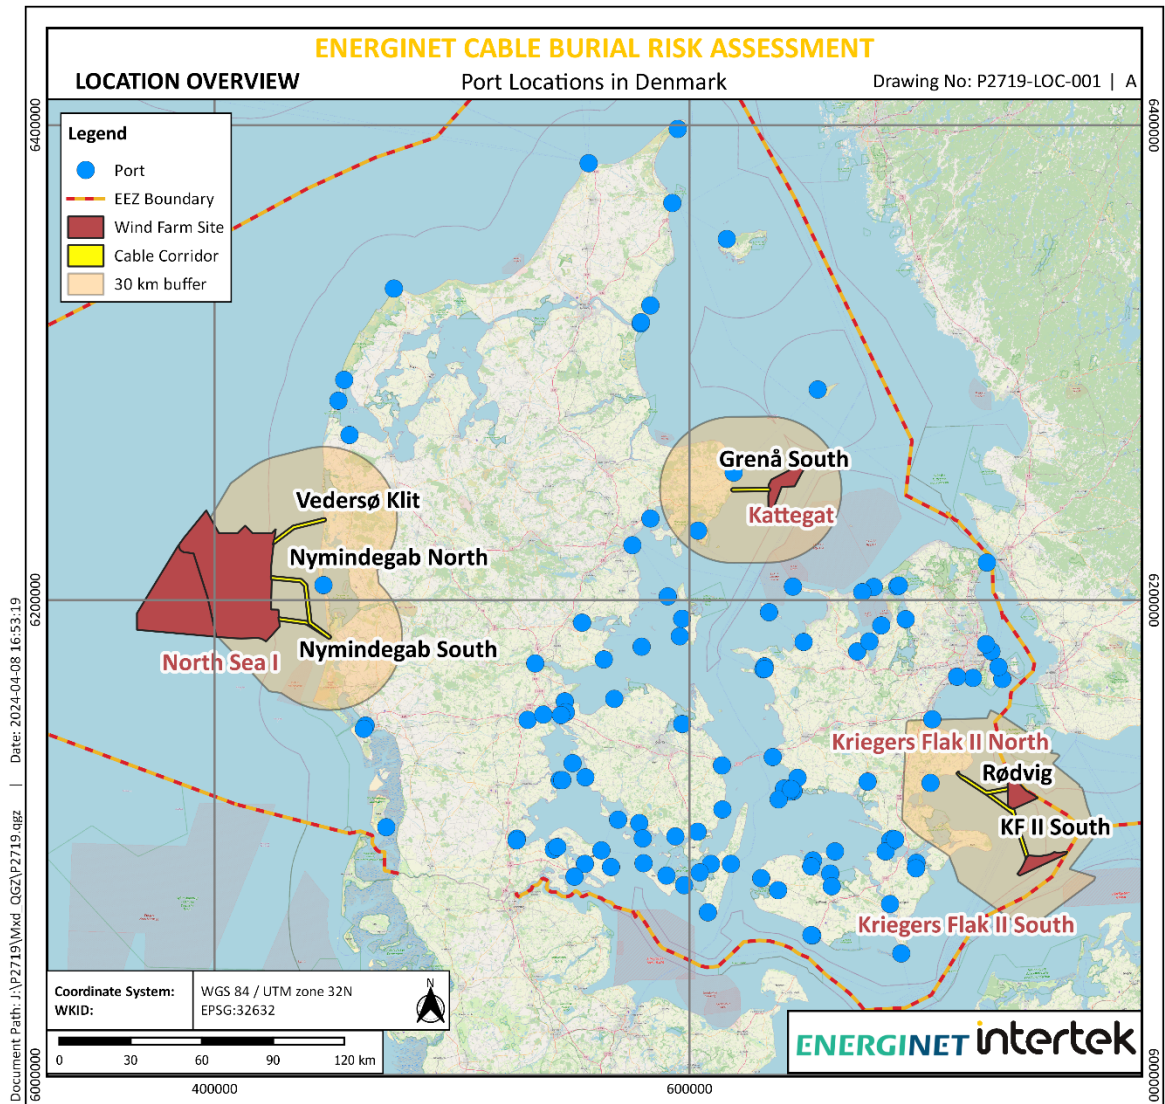 ENERGINET CABLE BURIAL RISK ASSESSMENT
LOCATION OVERVIEW
Port Locations in Denmark
Drawing No: P2719-LOC-001 | A
6400000
6400000
Legend
Port
EEZ Boundary
Wind Farm Site
Cable Corridor
30 km buffer
Grenå South
Kattegat
Vedersø Klit
Nymindegab North
Nymindegab South
North Sea I
6200000
6200000
Kriegers Flak II North
Rødvig
KF II South
Kriegers Flak II South
Document Path: J:\P2719\Mxd_QGZ\P2719.qgz | Date: 2024-04-08 16:53:19
Coordinate System: WGS 84 / UTM zone 32N
WKID: EPSG:32632
N
0 30 60 90 120 km
ENERGINET intertek
6000000
6000000
400000
600000